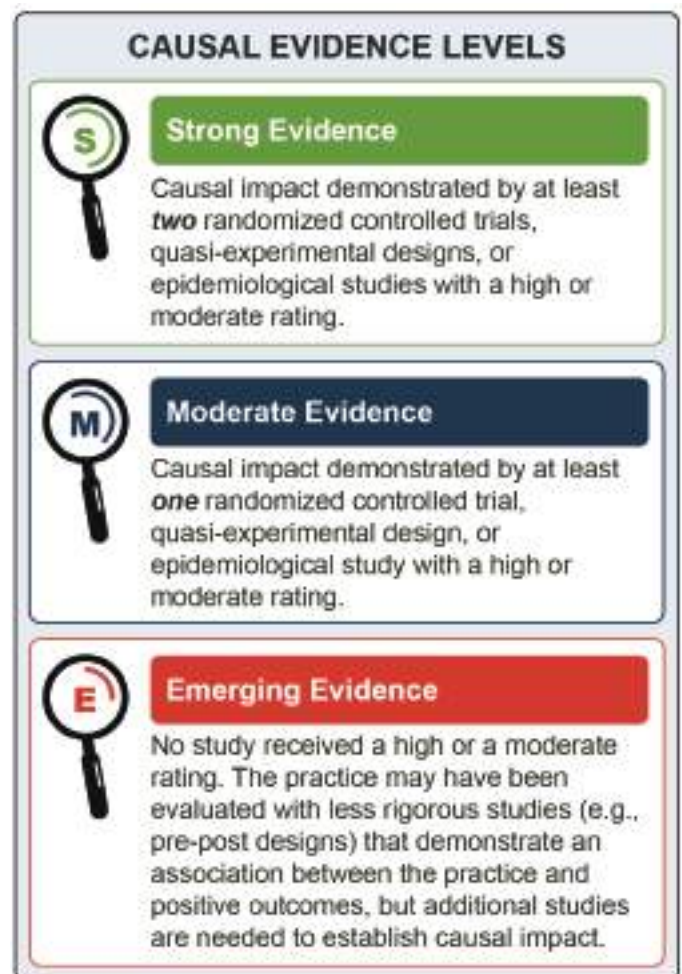 CAUSAL EVIDENCE LEVELS
S
Strong Evidence
Causal impact demonstrated by at least
two randomized controlled trials,
quasi-experimental designs, or
epidemiological studies with a high or
moderate rating.
M
Moderate Evidence
Causal impact demonstrated by at least
one randomized controlled trial,
quasi-experimental design, or
epidemiological study with a high or
moderate rating.
E
Emerging Evidence
No study received a high or a moderate
rating. The practice may have been
evaluated with less rigorous studies (e.g.,
pre-post designs) that demonstrate an
association between the practice and
positive outcomes, but additional studies
are needed to establish causal impact.